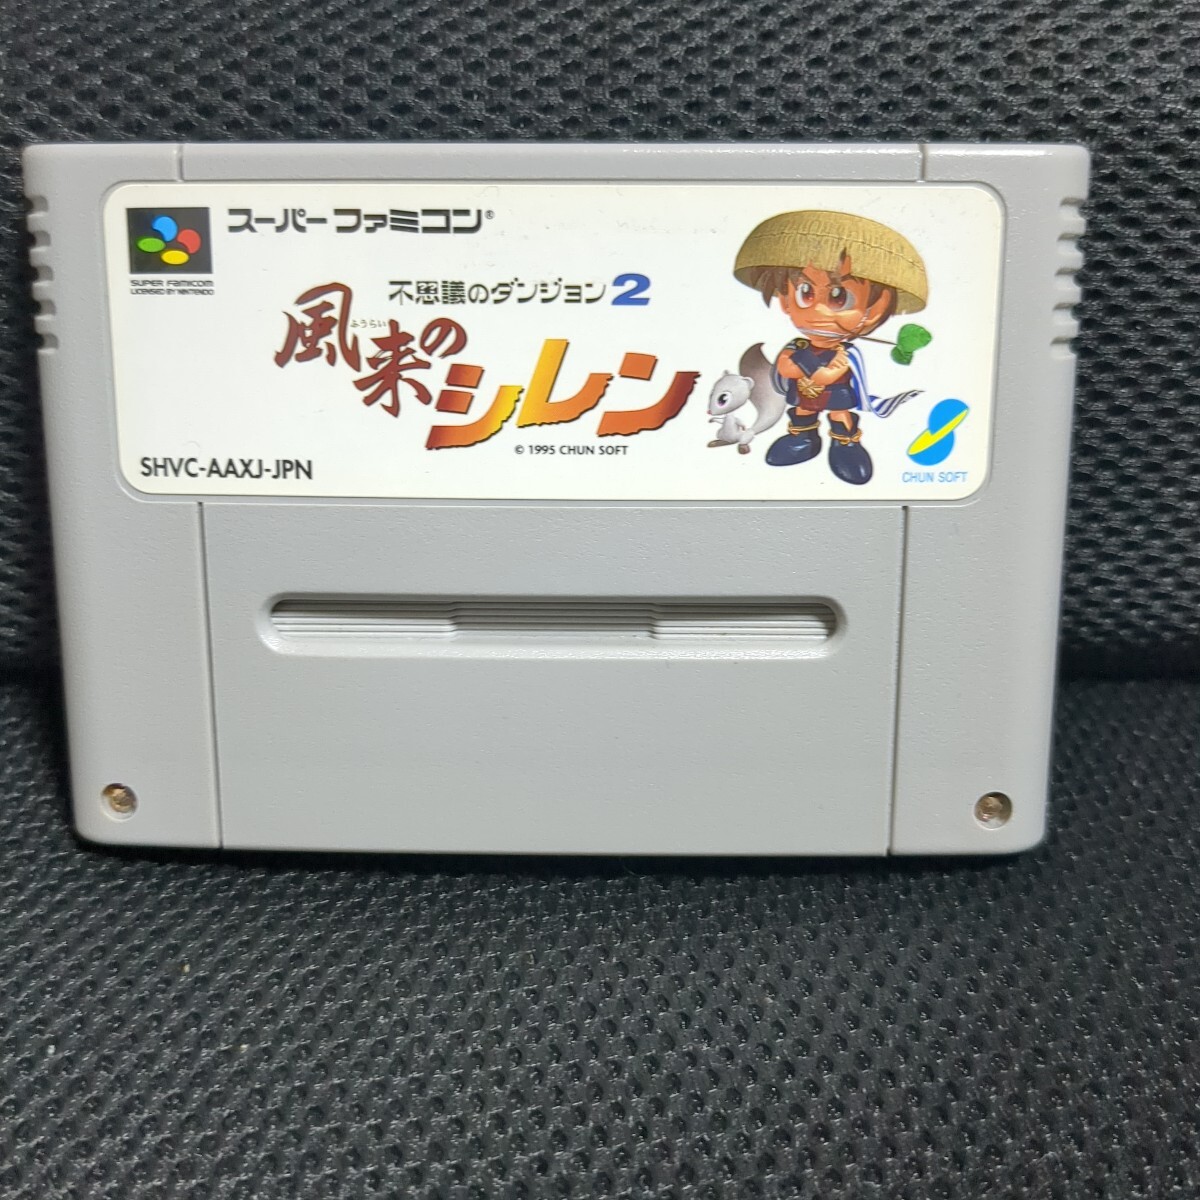 スーパーファミコン®
SUPER FAMICOM
LICENSED BY NINTENDO
不思議のダンジョン2
ふうらい
風来の
シレン
© 1995 CHUN SOFT
SHVC-AAXJ-JPN
CHUN SOFT